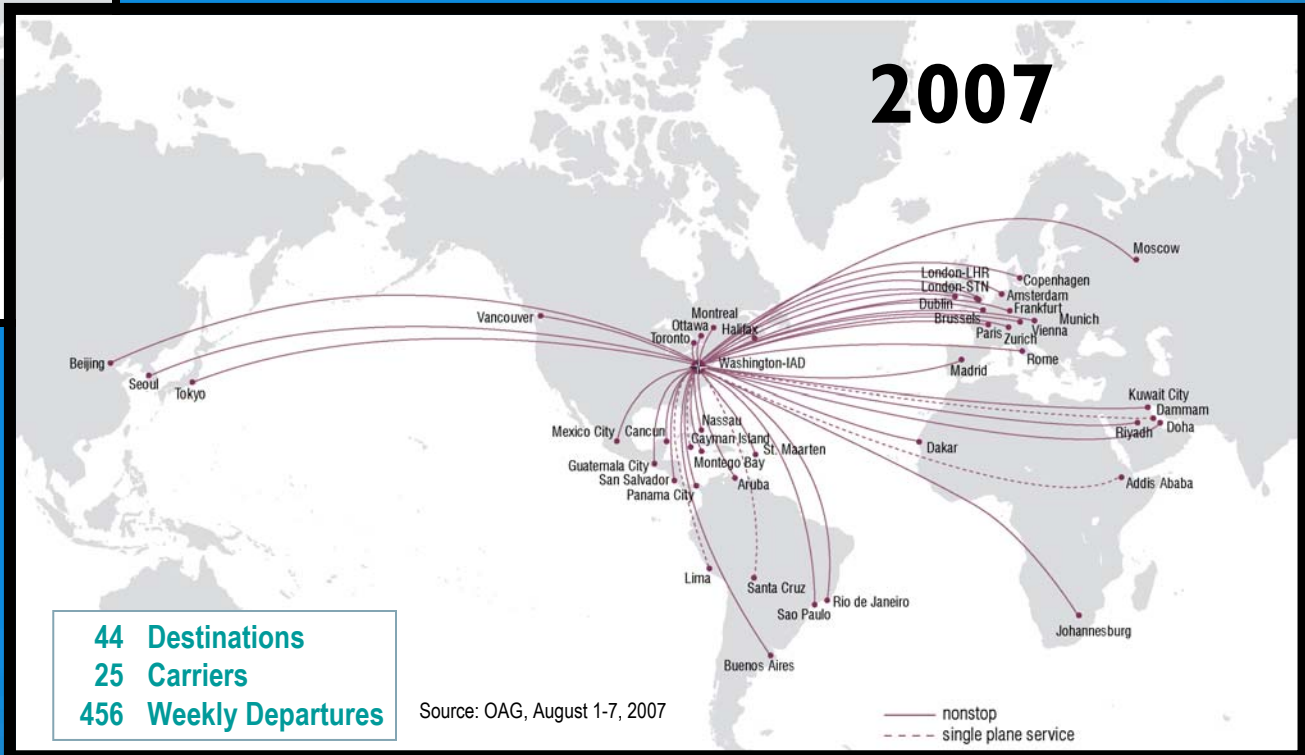 2007
Moscow
London-LHR
Copenhagen
London-STN
Amsterdam
Dublin
Frankfurt
Brussels
Munich
Paris
Vienna
Zurich
Rome
Madrid
Vancouver
Montreal
Ottawa
Halifax
Toronto
Washington-IAD
Beijing
Seoul
Tokyo
Kuwait City
Dammam
Riyadh
Doha
Dakar
Addis Ababa
Johannesburg
Mexico City
Cancun
Nassau
Cayman Island
St. Maarten
Guatemala City
Montego Bay
San Salvador
Panama City
Aruba
Lima
Santa Cruz
Sao Paulo
Rio de Janeiro
Buenos Aires
44 Destinations
25 Carriers
456 Weekly Departures
Source: OAG, August 1-7, 2007
nonstop
single plane service